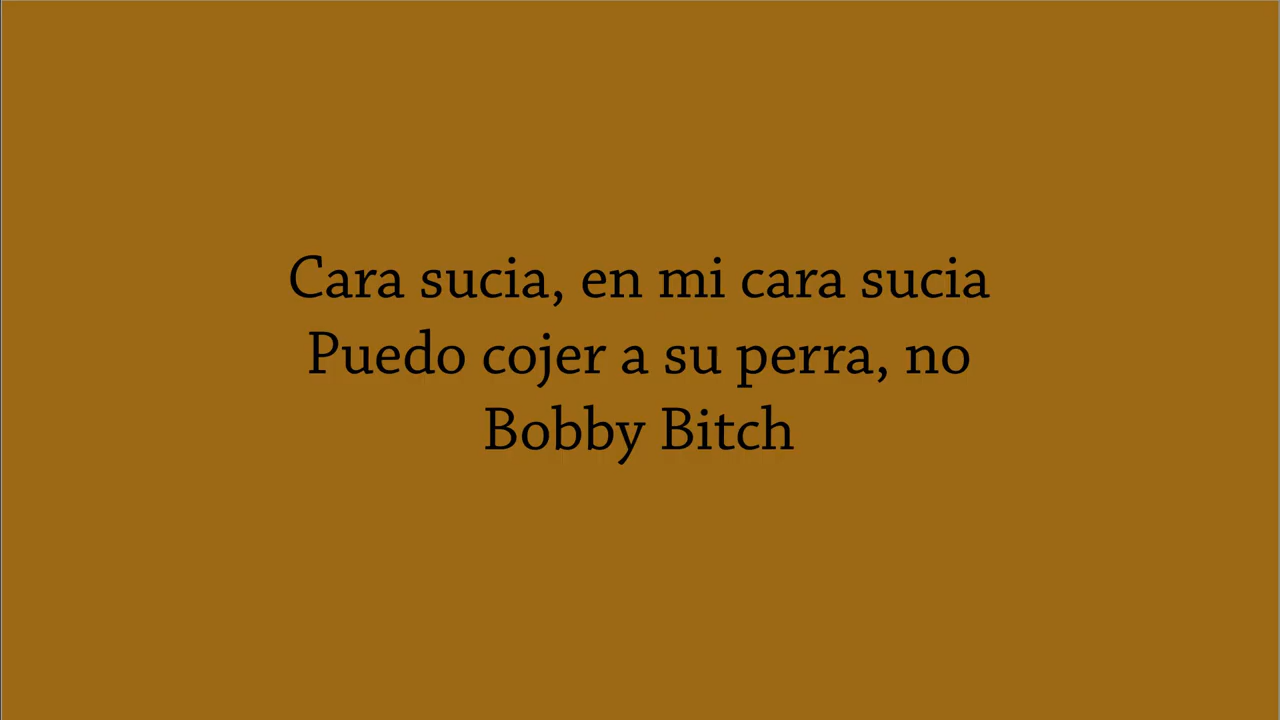 Cara sucia, en mi cara sucia
Puedo cojer a su perra, no
Bobby Bitch